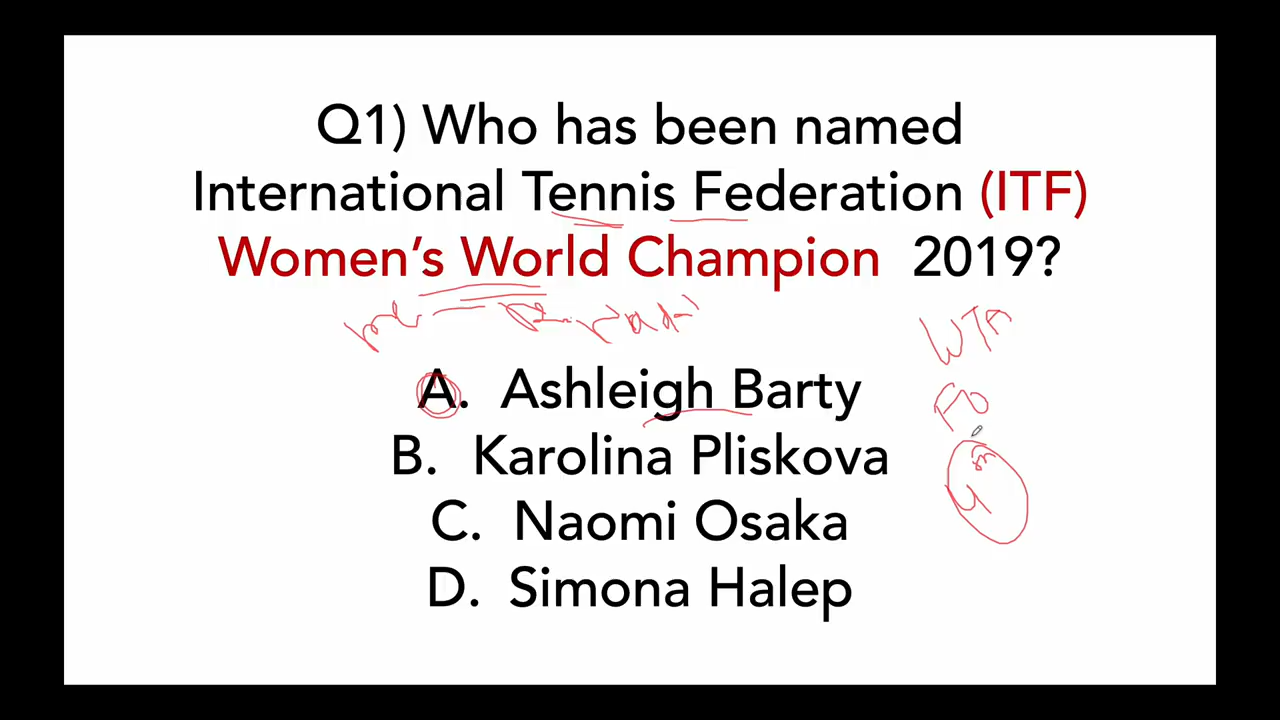 Q1) Who has been named
International Tennis Federation (ITF)
Women's World Champion 2019?
WTA
A. Ashleigh Barty
FO
B. Karolina Pliskova
C. Naomi Osaka
D. Simona Halep